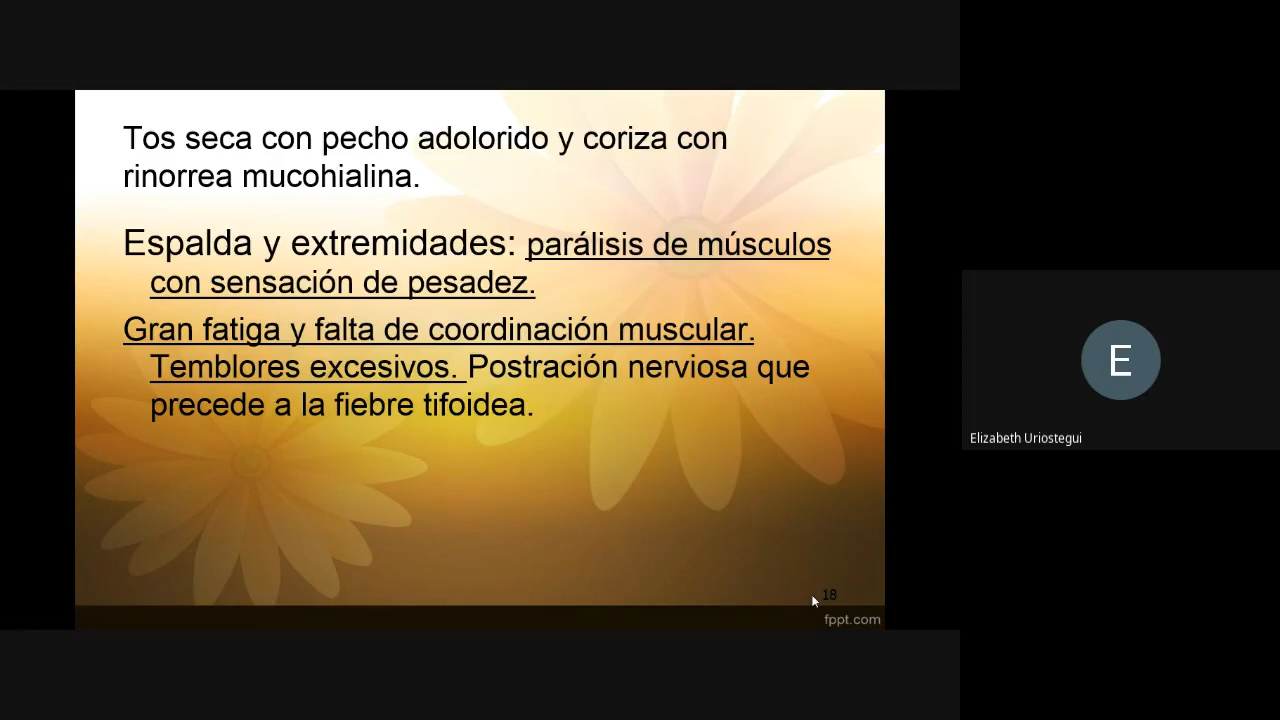 Tos seca con pecho adolorido y coriza con
rinorrea mucohialina.
Espalda y extremidades: parálisis de músculos
con sensación de pesadez.
Gran fatiga y falta de coordinación muscular.
Temblores excesivos. Postración nerviosa que
precede a la fiebre tifoidea.
18
fppt.com
E
Elizabeth Uriostegui